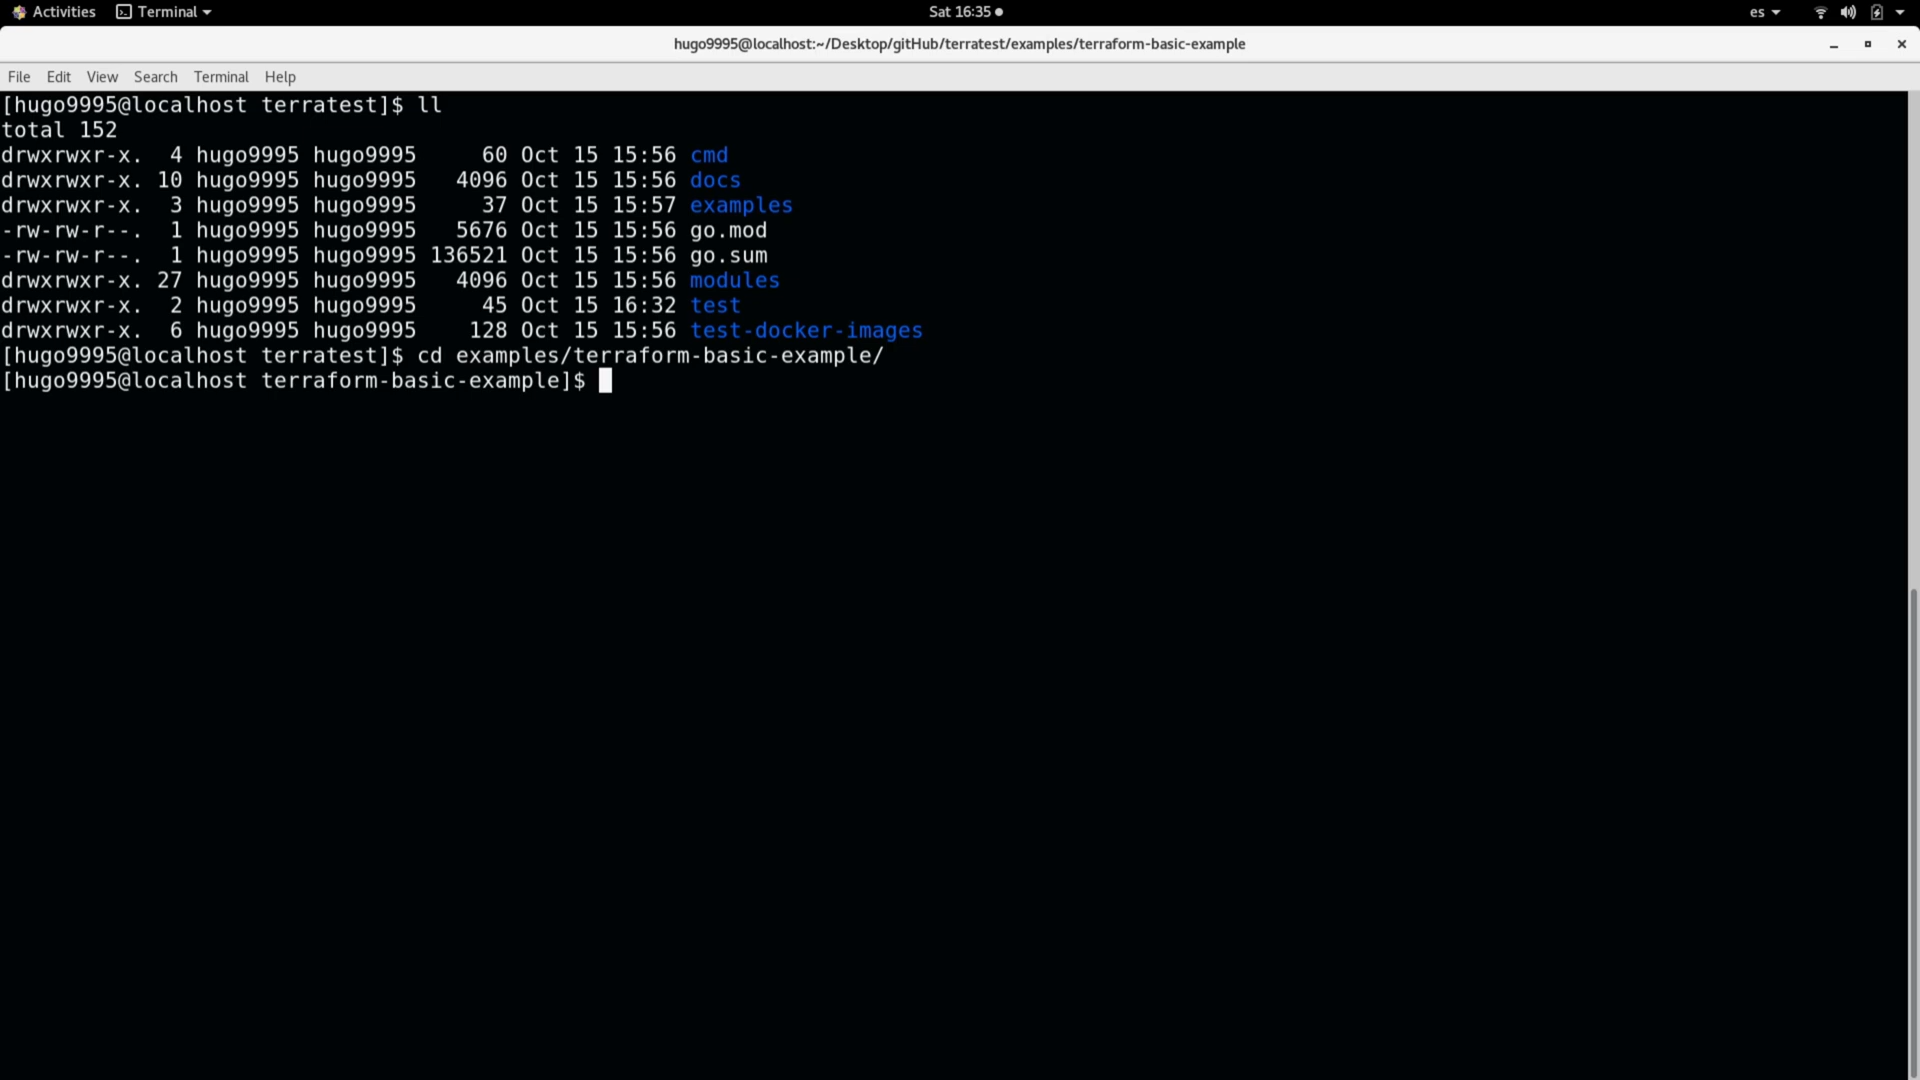 Activities Terminal Sat 16:35 es
hugo9995@localhost:~/Desktop/gitHub/terratest/examples/terraform-basic-example
File Edit View Search Terminal Help
[hugo9995@localhost terratest]$ ll
total 152
drwxrwxr-x.  4 hugo9995 hugo9995     60 Oct 15 15:56 cmd
drwxrwxr-x. 10 hugo9995 hugo9995   4096 Oct 15 15:56 docs
drwxrwxr-x.  3 hugo9995 hugo9995     37 Oct 15 15:57 examples
-rw-rw-r--.  1 hugo9995 hugo9995   5676 Oct 15 15:56 go.mod
-rw-rw-r--.  1 hugo9995 hugo9995 136521 Oct 15 15:56 go.sum
drwxrwxr-x. 27 hugo9995 hugo9995   4096 Oct 15 15:56 modules
drwxrwxr-x.  2 hugo9995 hugo9995     45 Oct 15 16:32 test
drwxrwxr-x.  6 hugo9995 hugo9995    128 Oct 15 15:56 test-docker-images
[hugo9995@localhost terratest]$ cd examples/terraform-basic-example/
[hugo9995@localhost terraform-basic-example]$